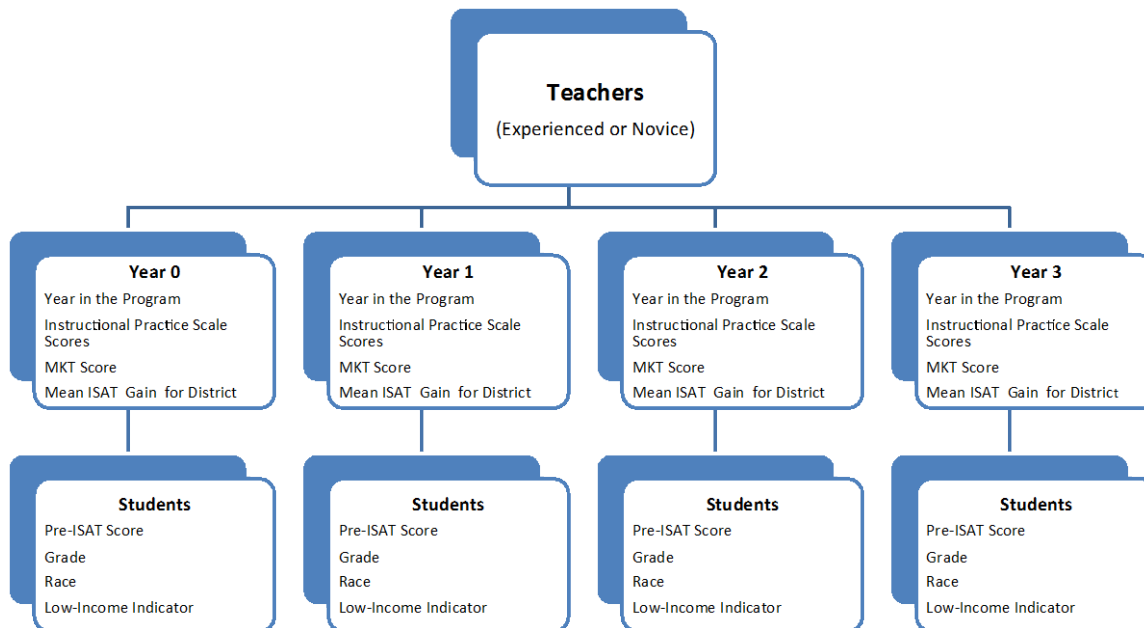 Teachers
(Experienced or Novice)
Year 0
Year in the Program
Instructional Practice Scale
Scores
MKT Score
Mean ISAT Gain for District
Year 1
Year in the Program
Instructional Practice Scale
Scores
MKT Score
Mean ISAT Gain for District
Year 2
Year in the Program
Instructional Practice Scale
Scores
MKT Score
Mean ISAT Gain for District
Year 3
Year in the Program
Instructional Practice Scale
Scores
MKT Score
Mean ISAT Gain for District
Students
Pre-ISAT Score
Grade
Race
Low-Income Indicator
Students
Pre-ISAT Score
Grade
Race
Low-Income Indicator
Students
Pre-ISAT Score
Grade
Race
Low-Income Indicator
Students
Pre-ISAT Score
Grade
Race
Low-Income Indicator